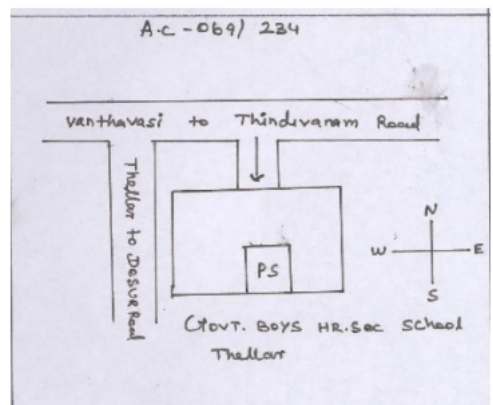 A.C - 069/ 234
Vanthavasi to Thindivanam Road
Thellar to Desur Road
PS
N
W E
S
GOVT. BOYS HR.Sec School
Thellar